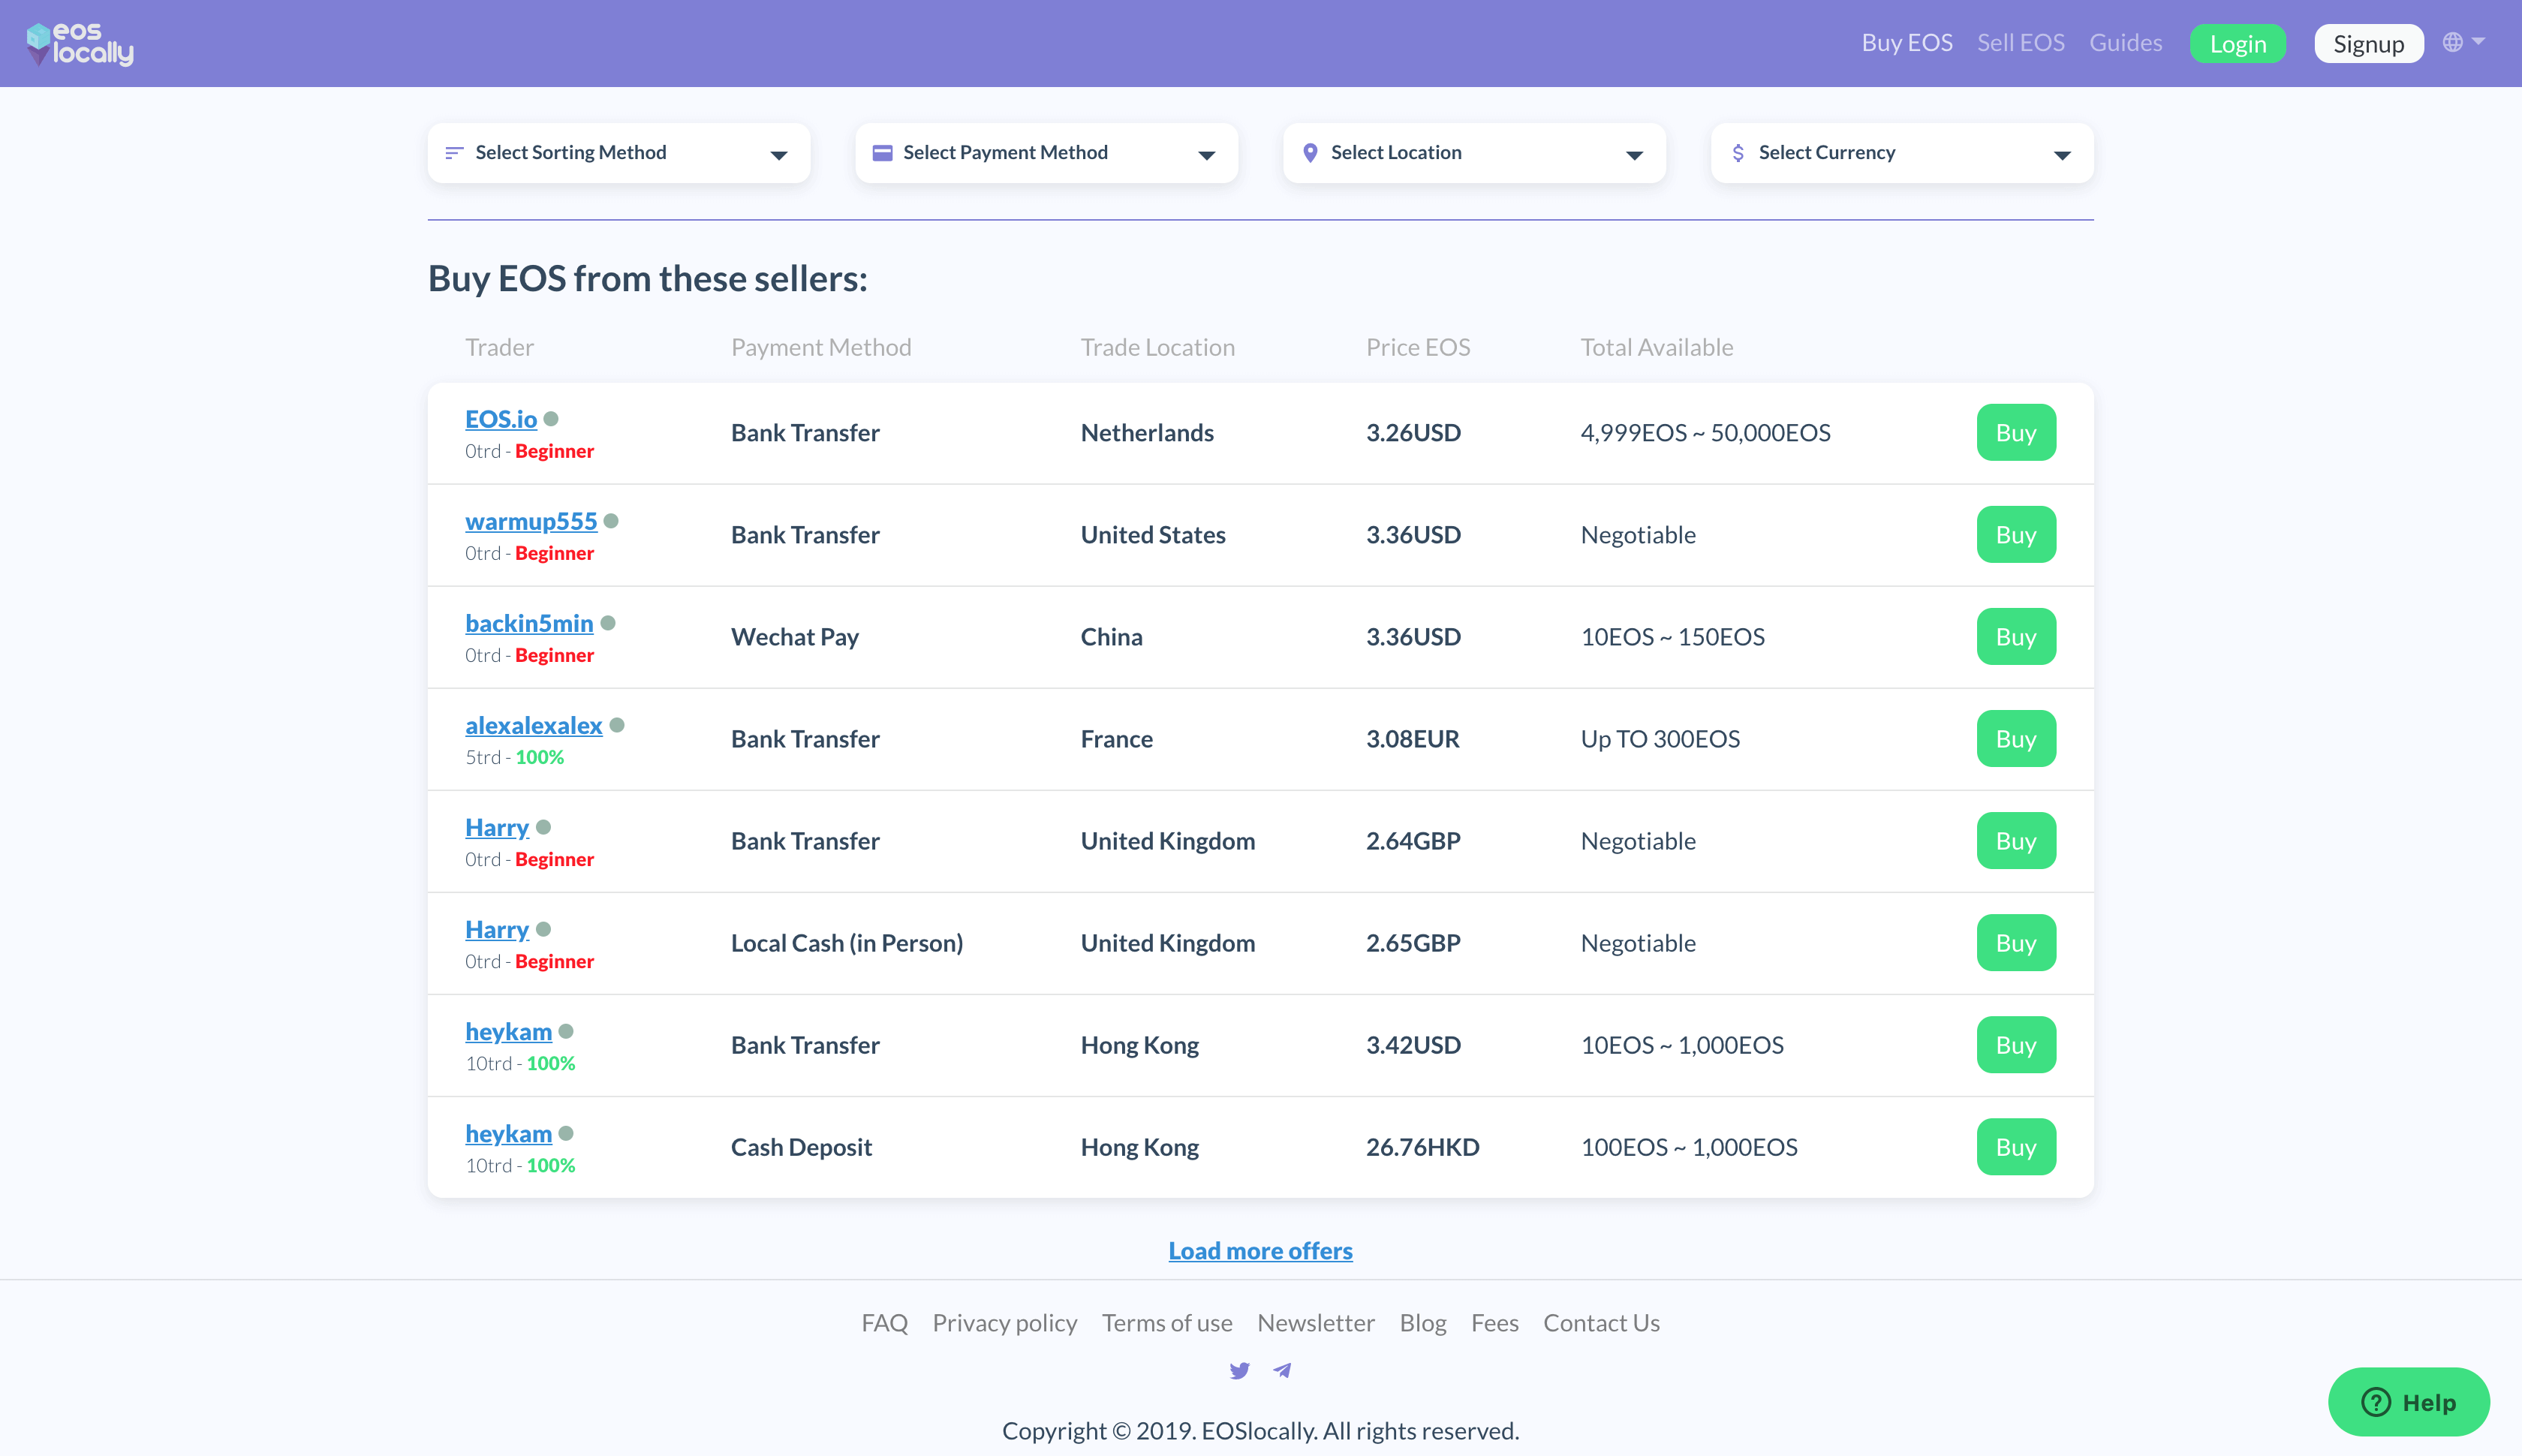 eos
locally
Buy EOS Sell EOS Guides Login Signup
Select Sorting Method Select Payment Method Select Location Select Currency
Buy EOS from these sellers:
Trader Payment Method Trade Location Price EOS Total Available
EOS.io
0trd - Beginner
Bank Transfer Netherlands 3.26USD 4,999EOS ~ 50,000EOS Buy
warmup555
0trd - Beginner
Bank Transfer United States 3.36USD Negotiable Buy
backin5min
0trd - Beginner
Wechat Pay China 3.36USD 10EOS ~ 150EOS Buy
alexalexalex
5trd - 100%
Bank Transfer France 3.08EUR Up TO 300EOS Buy
Harry
0trd - Beginner
Bank Transfer United Kingdom 2.64GBP Negotiable Buy
Harry
0trd - Beginner
Local Cash (in Person) United Kingdom 2.65GBP Negotiable Buy
heykam
10trd - 100%
Bank Transfer Hong Kong 3.42USD 10EOS ~ 1,000EOS Buy
heykam
10trd - 100%
Cash Deposit Hong Kong 26.76HKD 100EOS ~ 1,000EOS Buy
Load more offers
FAQ Privacy policy Terms of use Newsletter Blog Fees Contact Us
Help
Copyright © 2019. EOSlocally. All rights reserved.